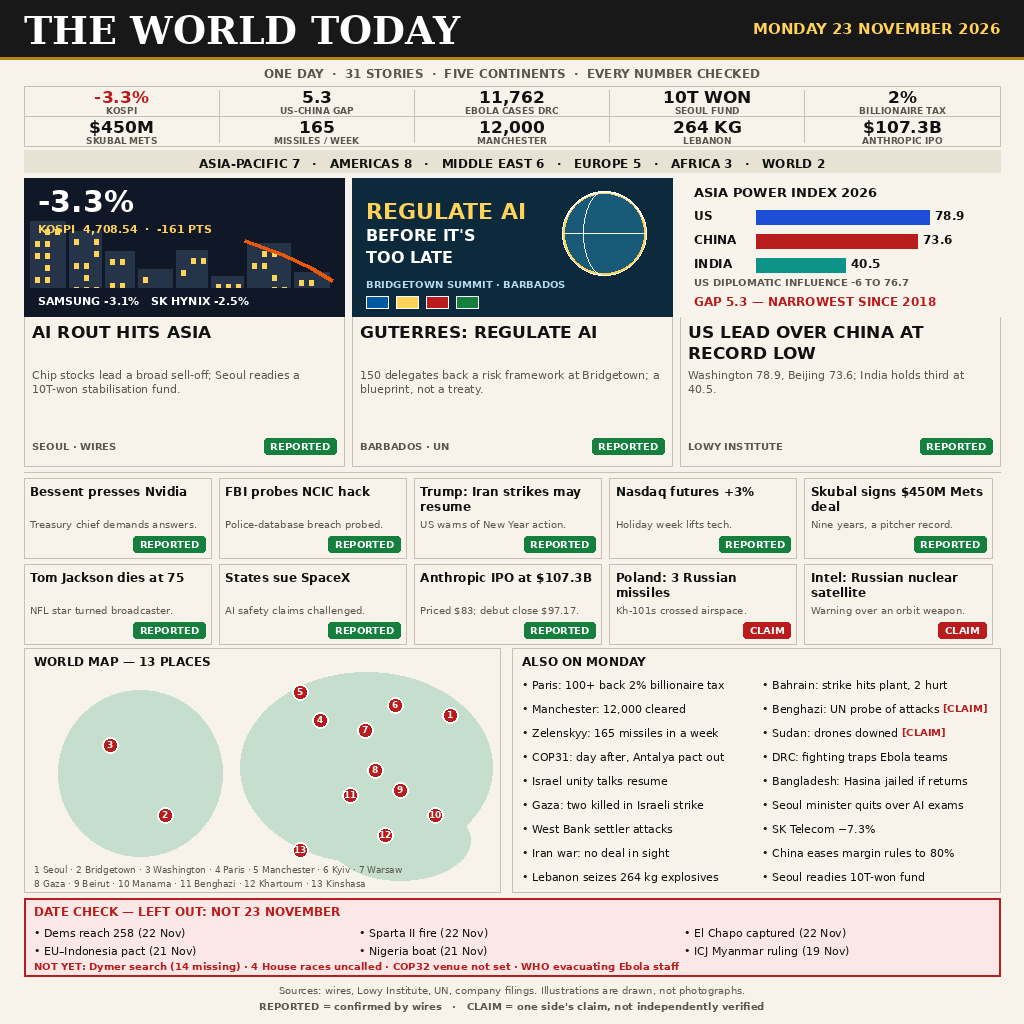 THE WORLD TODAY
MONDAY 23 NOVEMBER 2026
ONE DAY · 31 STORIES · FIVE CONTINENTS · EVERY NUMBER CHECKED
-3.3%
KOSPI
5.3
US-CHINA GAP
11,762
EBOLA CASES DRC
10T WON
SEOUL FUND
2%
BILLIONAIRE TAX
$450M
SKUBAL METS
165
MISSILES / WEEK
12,000
MANCHESTER
264 KG
LEBANON
$107.3B
ANTHROPIC IPO
ASIA-PACIFIC 7 · AMERICAS 8 · MIDDLE EAST 6 · EUROPE 5 · AFRICA 3 · WORLD 2
-3.3%
KOSPI 4,708.54 · -161 PTS
SAMSUNG -3.1% SK HYNIX -2.5%
AI ROUT HITS ASIA
Chip stocks lead a broad sell-off; Seoul readies a
10T-won stabilisation fund.
SEOUL · WIRES
REPORTED
REGULATE AI
BEFORE IT'S
TOO LATE
BRIDGETOWN SUMMIT · BARBADOS
GUTERRES: REGULATE AI
150 delegates back a risk framework at Bridgetown; a
blueprint, not a treaty.
BARBADOS · UN
REPORTED
ASIA POWER INDEX 2026
US
78.9
CHINA
73.6
INDIA
40.5
US DIPLOMATIC INFLUENCE -6 TO 76.7
GAP 5.3 — NARROWEST SINCE 2018
US LEAD OVER CHINA AT
RECORD LOW
Washington 78.9, Beijing 73.6; India holds third at
40.5.
LOWY INSTITUTE
REPORTED
Bessent presses Nvidia
Treasury chief demands answers.
REPORTED
FBI probes NCIC hack
Police-database breach probed.
REPORTED
Trump: Iran strikes may
resume
US warns of New Year action.
REPORTED
Nasdaq futures +3%
Holiday week lifts tech.
REPORTED
Skubal signs $450M Mets
deal
Nine years, a pitcher record.
REPORTED
Tom Jackson dies at 75
NFL star turned broadcaster.
REPORTED
States sue SpaceX
AI safety claims challenged.
REPORTED
Anthropic IPO at $107.3B
Priced $83; debut close $97.17.
REPORTED
Poland: 3 Russian
missiles
Kh-101s crossed airspace.
CLAIM
Intel: Russian nuclear
satellite
Warning over an orbit weapon.
CLAIM
WORLD MAP — 13 PLACES
5
6
1
4
7
3
8
9
11
2
10
12
13
1 Seoul · 2 Bridgetown · 3 Washington · 4 Paris · 5 Manchester · 6 Kyiv · 7 Warsaw
8 Gaza · 9 Beirut · 10 Manama · 11 Benghazi · 12 Khartoum · 13 Kinshasa
ALSO ON MONDAY
• Paris: 100+ back 2% billionaire tax
• Manchester: 12,000 cleared
• Zelenskyy: 165 missiles in a week
• COP31: day after, Antalya pact out
• Israel unity talks resume
• Gaza: two killed in Israeli strike
• West Bank settler attacks
• Iran war: no deal in sight
• Lebanon seizes 264 kg explosives
• Bahrain: strike hits plant, 2 hurt
• Benghazi: UN probe of attacks [CLAIM]
• Sudan: drones downed [CLAIM]
• DRC: fighting traps Ebola teams
• Bangladesh: Hasina jailed if returns
• Seoul minister quits over AI exams
• SK Telecom −7.3%
• China eases margin rules to 80%
• Seoul readies 10T-won fund
DATE CHECK — LEFT OUT: NOT 23 NOVEMBER
• Dems reach 258 (22 Nov)
• Sparta II fire (22 Nov)
• El Chapo captured (22 Nov)
• EU–Indonesia pact (21 Nov)
• Nigeria boat (21 Nov)
• ICJ Myanmar ruling (19 Nov)
NOT YET: Dymer search (14 missing) · 4 House races uncalled · COP32 venue not set · WHO evacuating Ebola staff
Sources: wires, Lowy Institute, UN, company filings. Illustrations are drawn, not photographs.
REPORTED = confirmed by wires · CLAIM = one side's claim, not independently verified